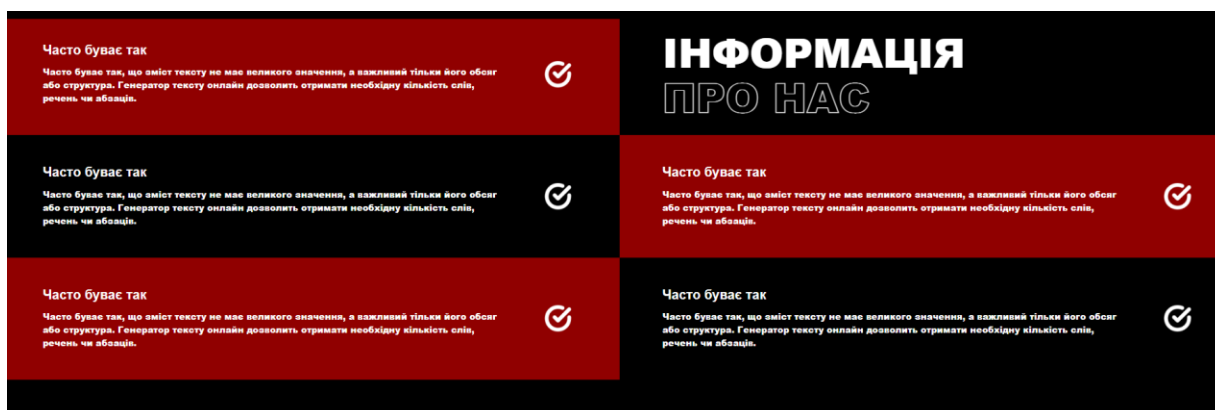 Часто буває так
Часто буває так, що зміст тексту не має великого значення, а важливий тільки його обсяг
або структура. Генератор тексту онлайн дозволить отримати необхідну кількість слів,
речень чи абзаців.
ІНФОРМАЦІЯ
ПРО НАС
Часто буває так
Часто буває так, що зміст тексту не має великого значення, а важливий тільки його обсяг
або структура. Генератор тексту онлайн дозволить отримати необхідну кількість слів,
речень чи абзаців.
Часто буває так
Часто буває так, що зміст тексту не має великого значення, а важливий тільки його обсяг
або структура. Генератор тексту онлайн дозволить отримати необхідну кількість слів,
речень чи абзаців.
Часто буває так
Часто буває так, що зміст тексту не має великого значення, а важливий тільки його обсяг
або структура. Генератор тексту онлайн дозволить отримати необхідну кількість слів,
речень чи абзаців.
Часто буває так
Часто буває так, що зміст тексту не має великого значення, а важливий тільки його обсяг
або структура. Генератор тексту онлайн дозволить отримати необхідну кількість слів,
речень чи абзаців.